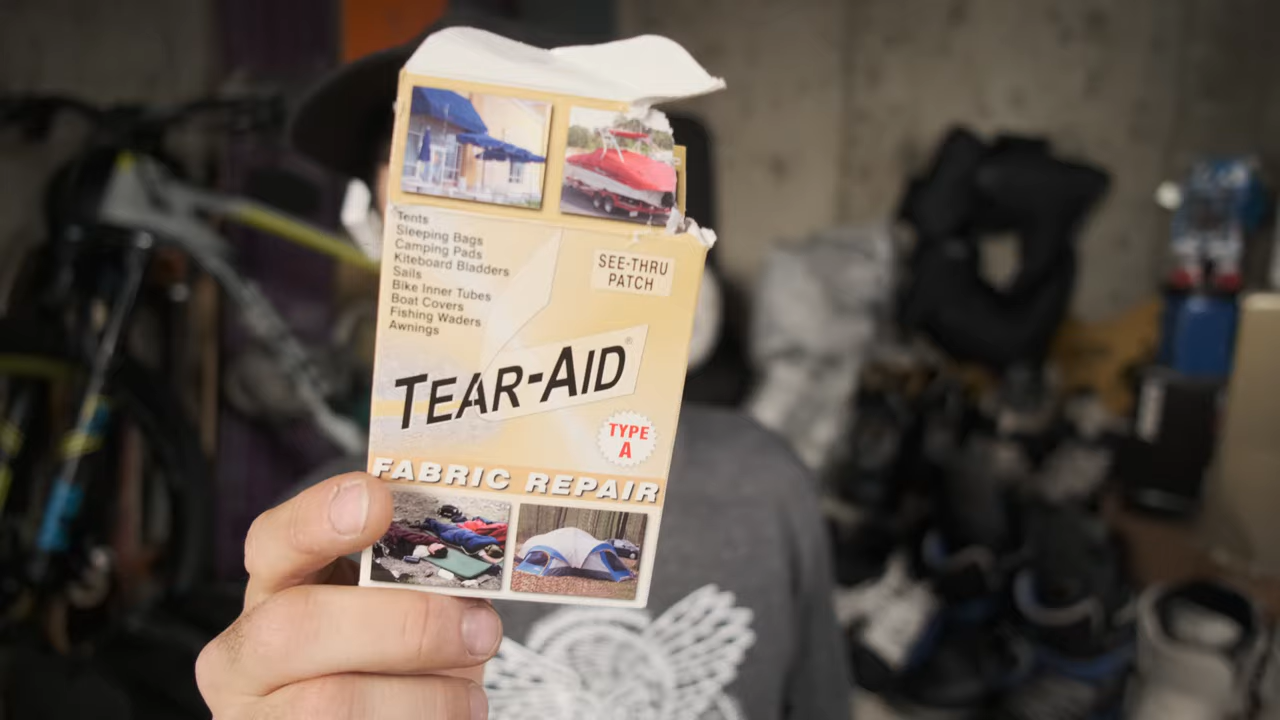 Tents
Sleeping Bags
Camping Pads
Kiteboard Bladders
Sails
Bike Inner Tubes
Boat Covers
Fishing Waders
Awnings
SEE-THRU
PATCH
TEAR-AID®
TYPE
A
FABRIC REPAIR